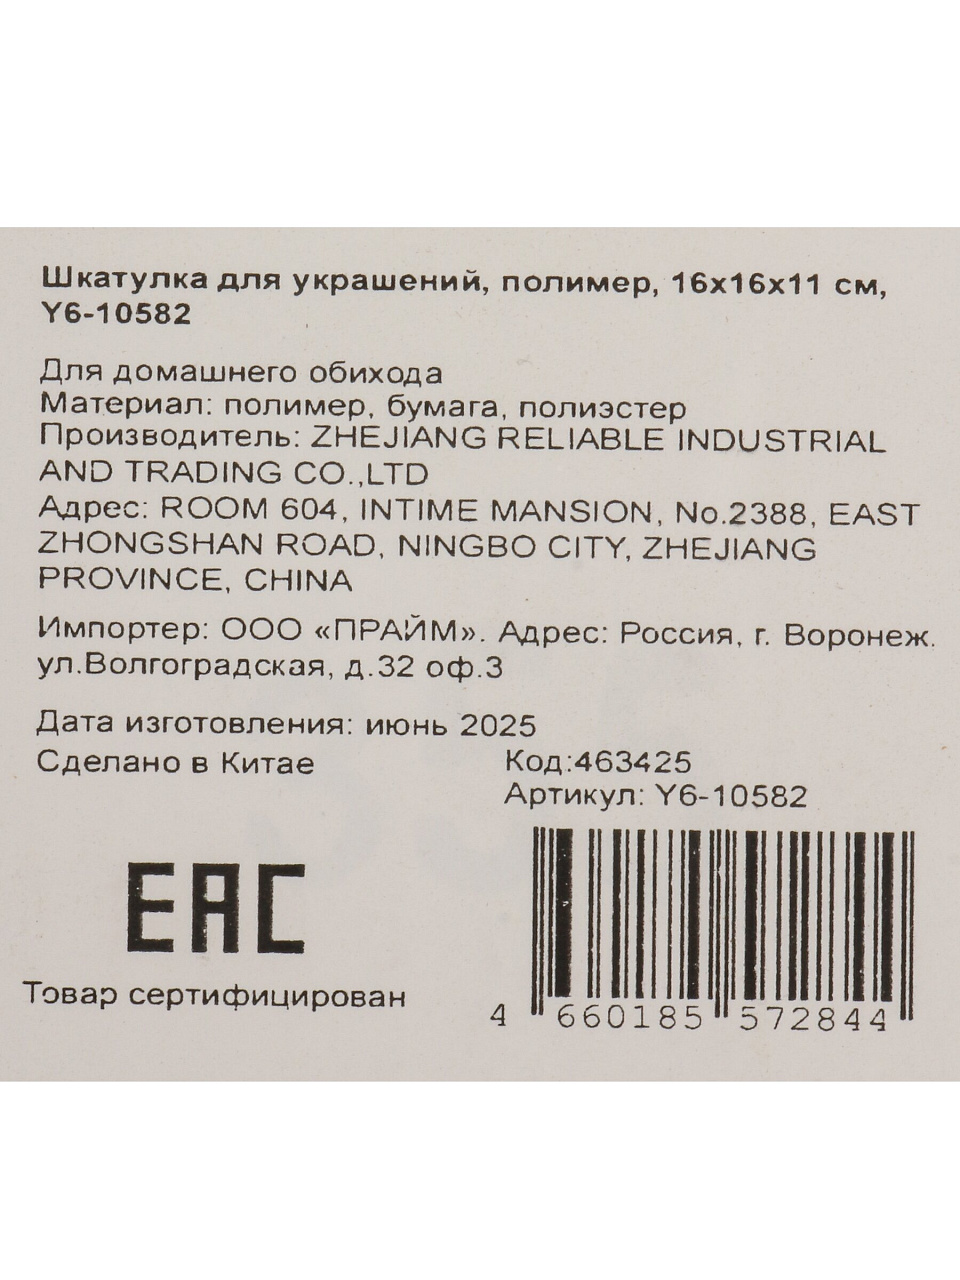 Шкатулка для украшений, полимер, 16х16х11 см,
Y6-10582
Для домашнего обихода
Материал: полимер, бумага, полиэстер
Производитель: ZHEJIANG RELIABLE INDUSTRIAL
AND TRADING CO.,LTD
Адрес: ROOM 604, INTIME MANSION, No.2388, EAST
ZHONGSHAN ROAD, NINGBO CITY, ZHEJIANG
PROVINCE, CHINA
Импортер: ООО «ПРАЙМ». Адрес: Россия, г. Воронеж.
ул.Волгоградская, д.32 оф.3
Дата изготовления: июнь 2025
Сделано в Китае
Код:463425
Артикул: Y6-10582
EAC
Товар сертифицирован
4 660185 572844